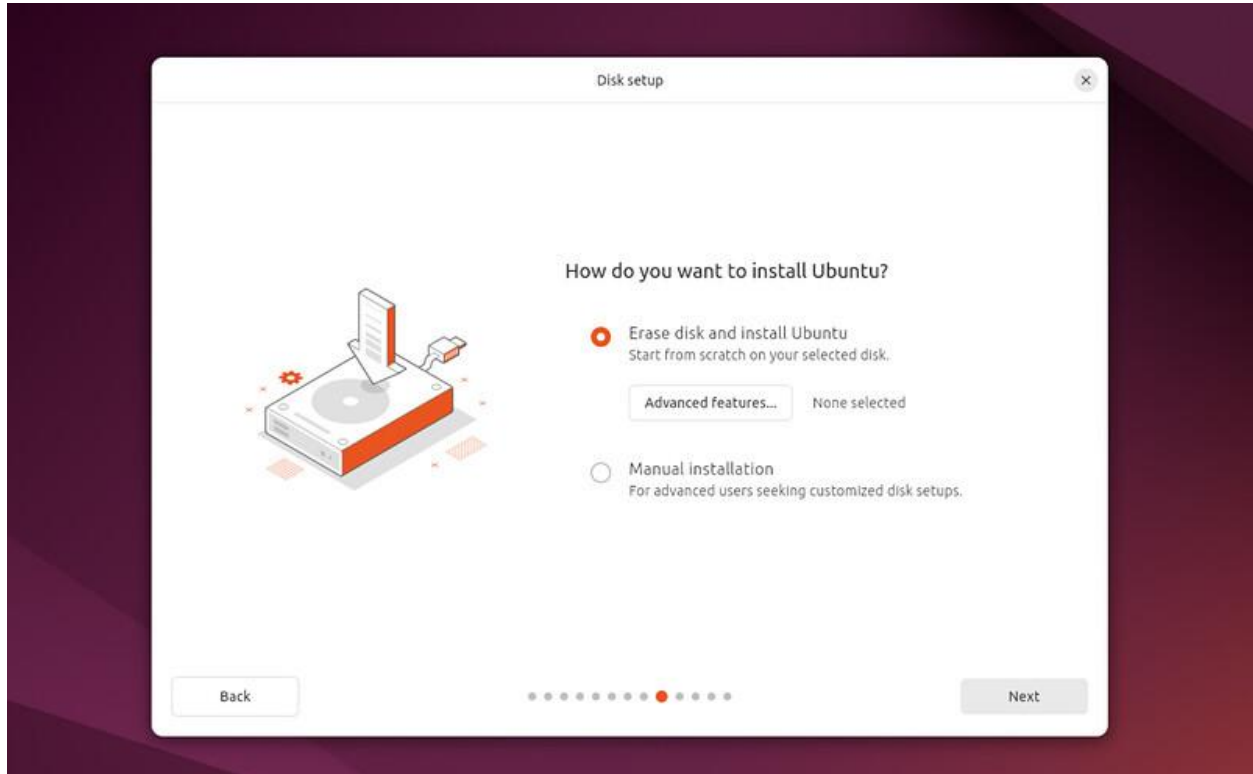 Disk setup
How do you want to install Ubuntu?
Erase disk and install Ubuntu
Start from scratch on your selected disk.
Advanced features... None selected
Manual installation
For advanced users seeking customized disk setups.
Back Next